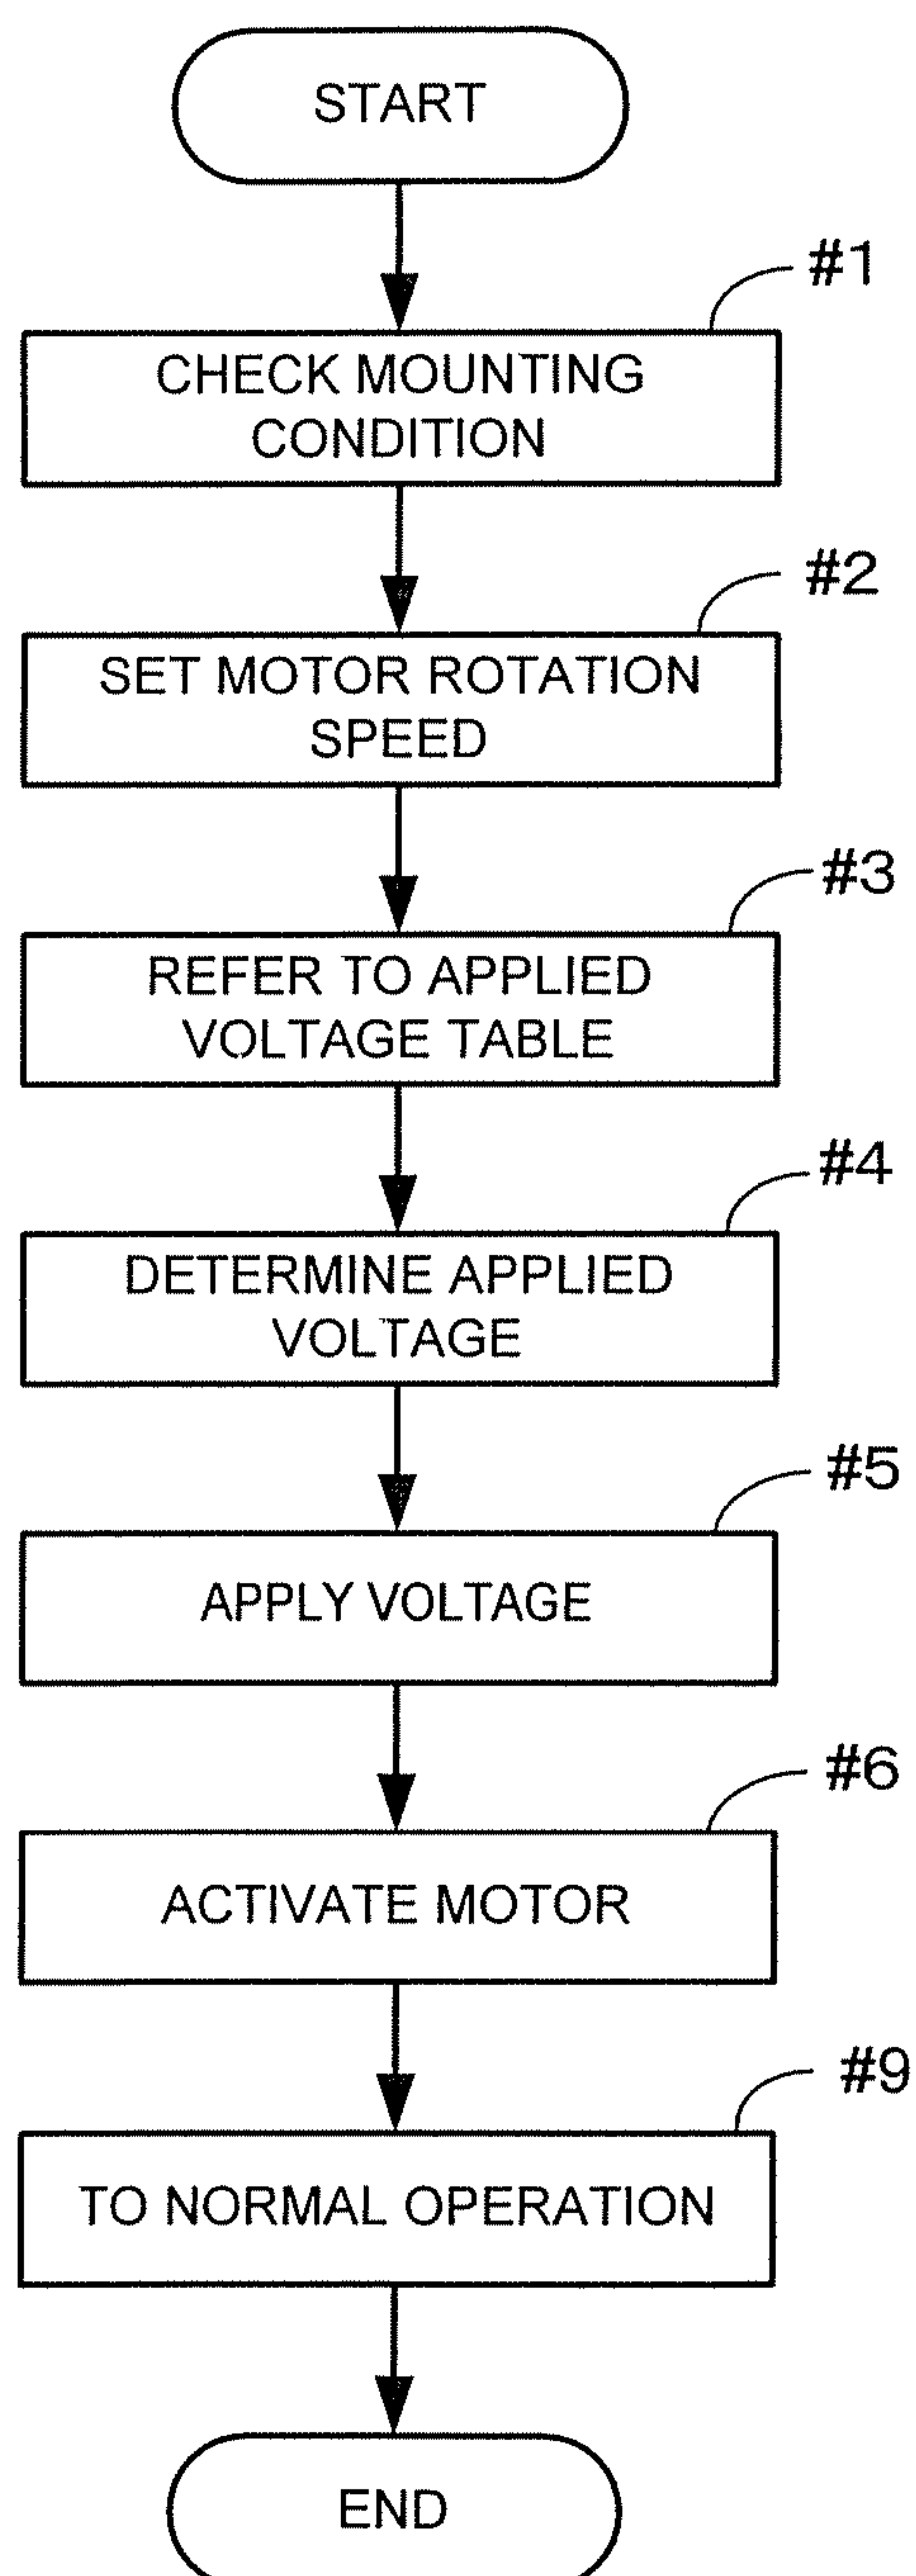 START
#1
CHECK MOUNTING
CONDITION
#2
SET MOTOR ROTATION
SPEED
#3
REFER TO APPLIED
VOLTAGE TABLE
#4
DETERMINE APPLIED
VOLTAGE
#5
APPLY VOLTAGE
#6
ACTIVATE MOTOR
#9
TO NORMAL OPERATION
END